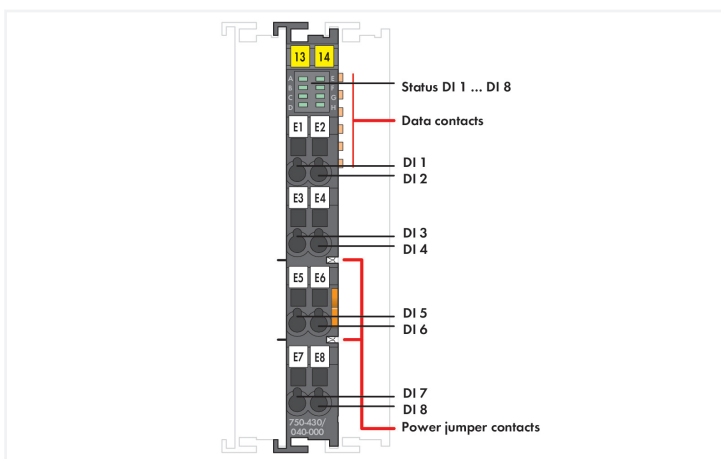 13 14
A E
B F
C G
D H
Status DI 1 ... DI 8
Data contacts
E1 E2
DI 1
DI 2
E3 E4
DI 3
DI 4
E5 E6
DI 5
DI 6
E7 E8
DI 7
DI 8
750-430/
040-000
Power jumper contacts